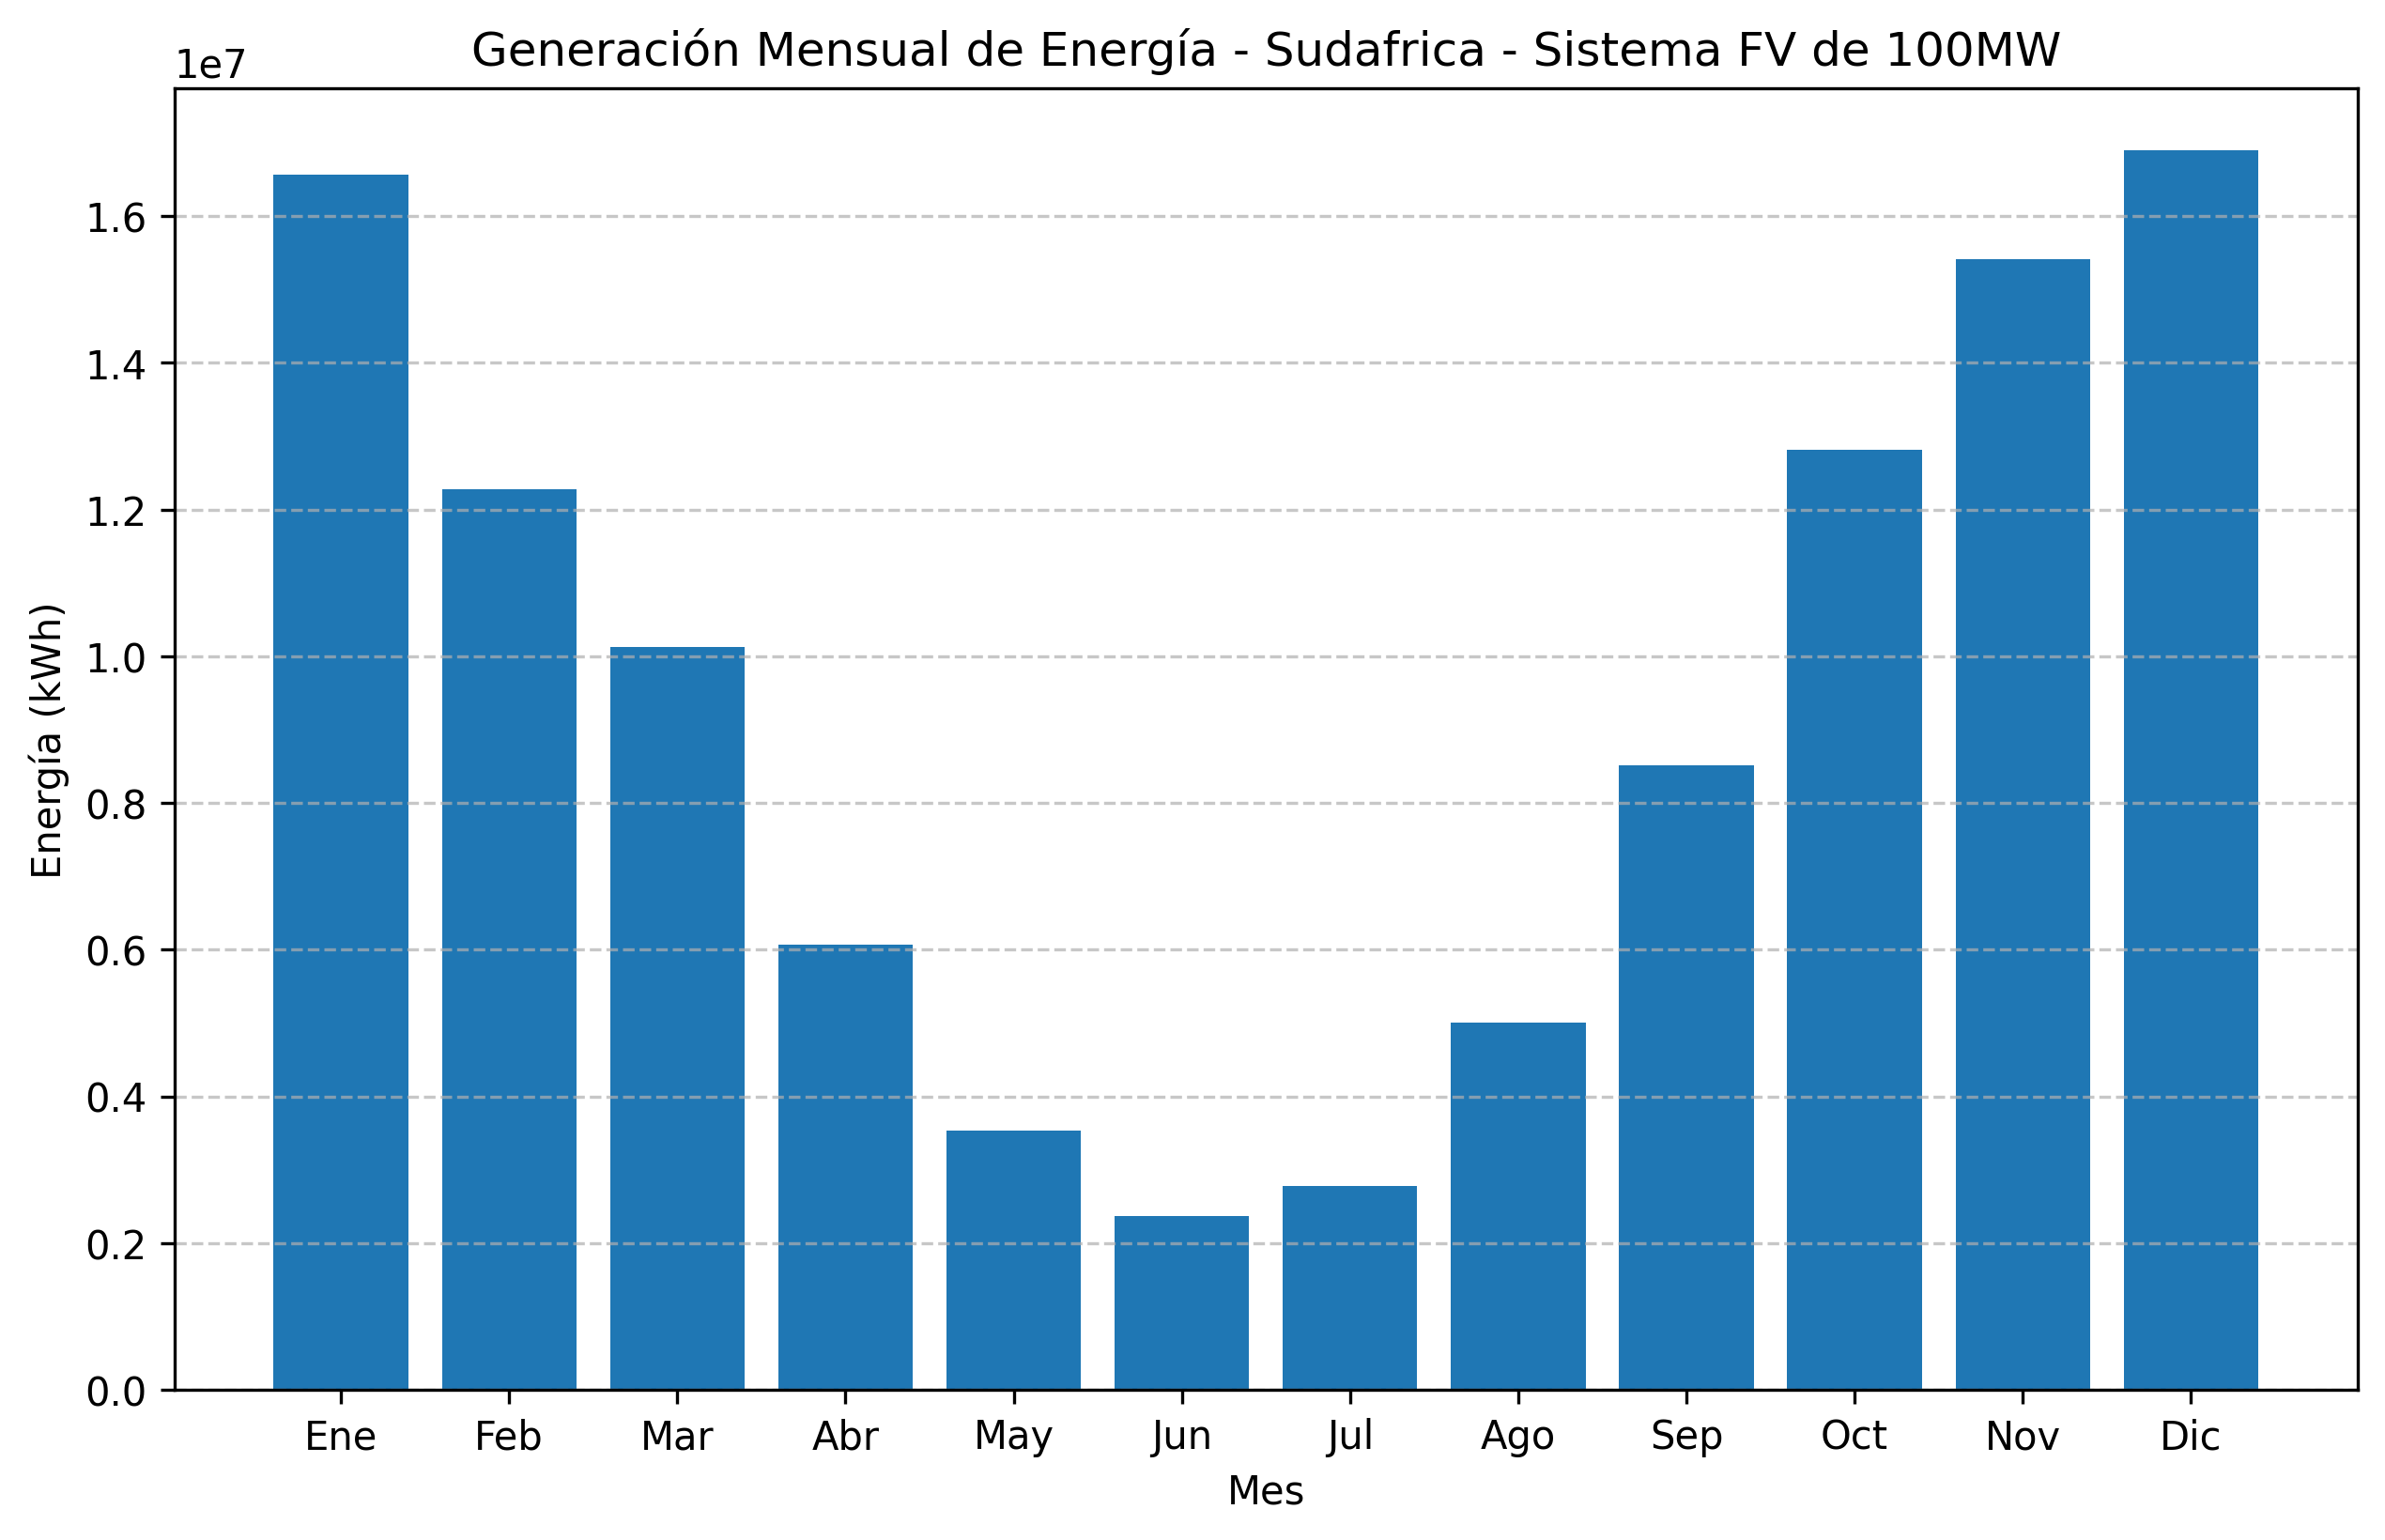 Generación Mensual de Energía - Sudafrica - Sistema FV de 100MW
1e7
1.6
1.4
1.2
1.0
0.8
0.6
0.4
0.2
0.0
Energía (kWh)
Ene Feb Mar Abr May Jun Jul Ago Sep Oct Nov Dic
Mes